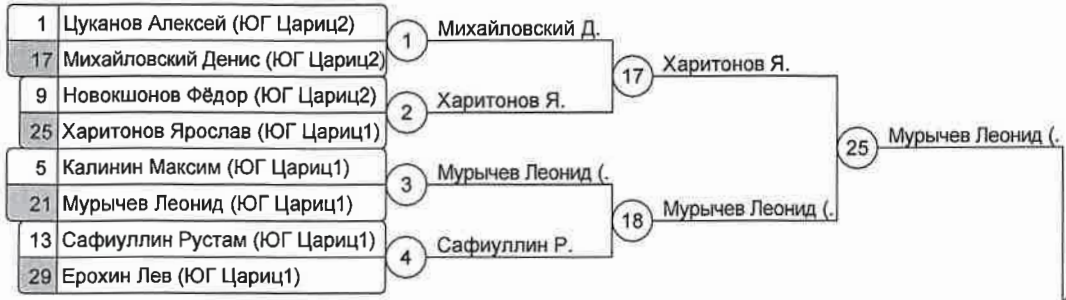 1 Цуканов Алексей (ЮГ Цариц2)
17 Михайловский Денис (ЮГ Цариц2)
9 Новокшонов Фёдор (ЮГ Цариц2)
25 Харитонов Ярослав (ЮГ Цариц1)
5 Калинин Максим (ЮГ Цариц1)
21 Мурычев Леонид (ЮГ Цариц1)
13 Сафиуллин Рустам (ЮГ Цариц1)
29 Ерохин Лев (ЮГ Цариц1)
1 Михайловский Д.
2 Харитонов Я.
3 Мурычев Леонид (.
4 Сафиуллин Р.
17 Харитонов Я.
18 Мурычев Леонид (.
25 Мурычев Леонид (.